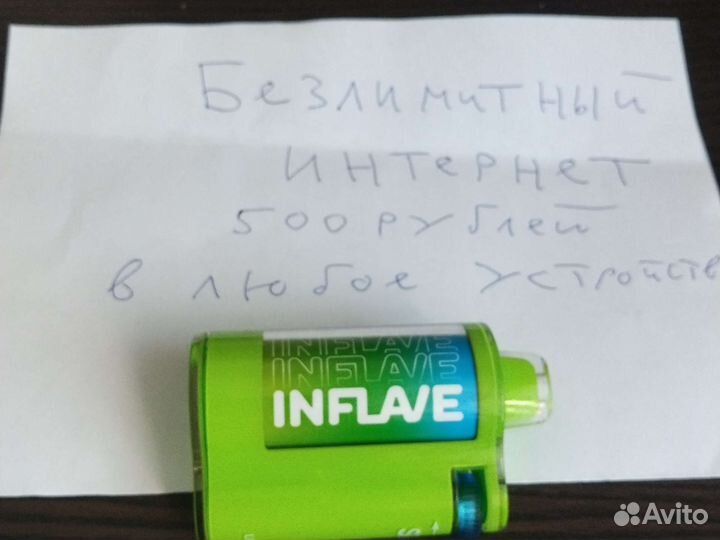 Безлимитный
интернет
500 рублей
в любое устройств
INFLAVE
INFLAVE
INFLAVE
Avito